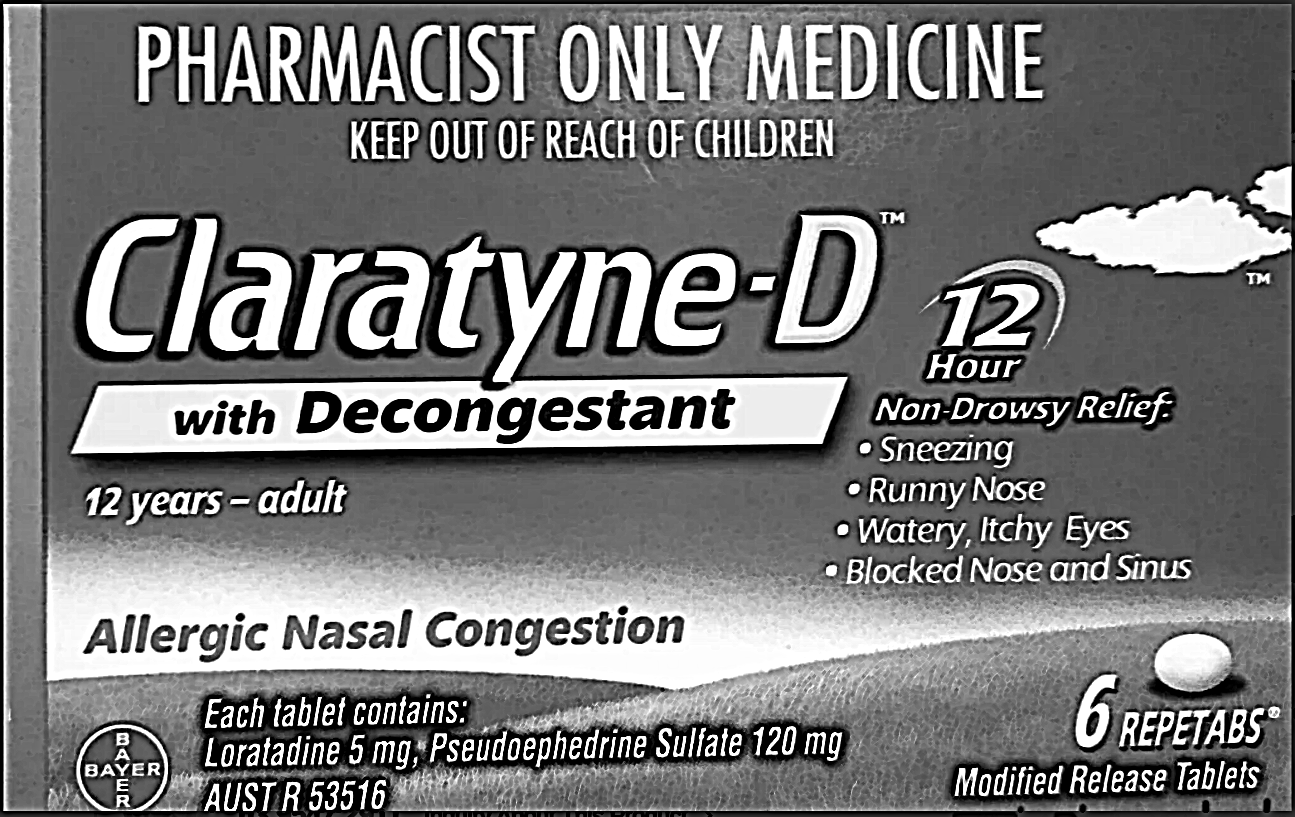 PHARMACIST ONLY MEDICINE
KEEP OUT OF REACH OF CHILDREN
Claratyne-D™
with Decongestant
12 years – adult
™
12
Hour
Non-Drowsy Relief:
• Sneezing
• Runny Nose
• Watery, Itchy Eyes
• Blocked Nose and Sinus
Allergic Nasal Congestion
Each tablet contains:
Loratadine 5 mg, Pseudoephedrine Sulfate 120 mg
AUST R 53516
BAYER
BAYER
6 REPETABS®
Modified Release Tablets